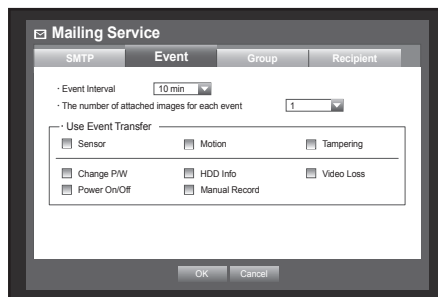 Mailing Service
SMTP Event Group Recipient
· Event Interval 10 min
· The number of attached images for each event 1
· Use Event Transfer
Sensor Motion Tampering
Change P/W HDD Info Video Loss
Power On/Off Manual Record
OK Cancel